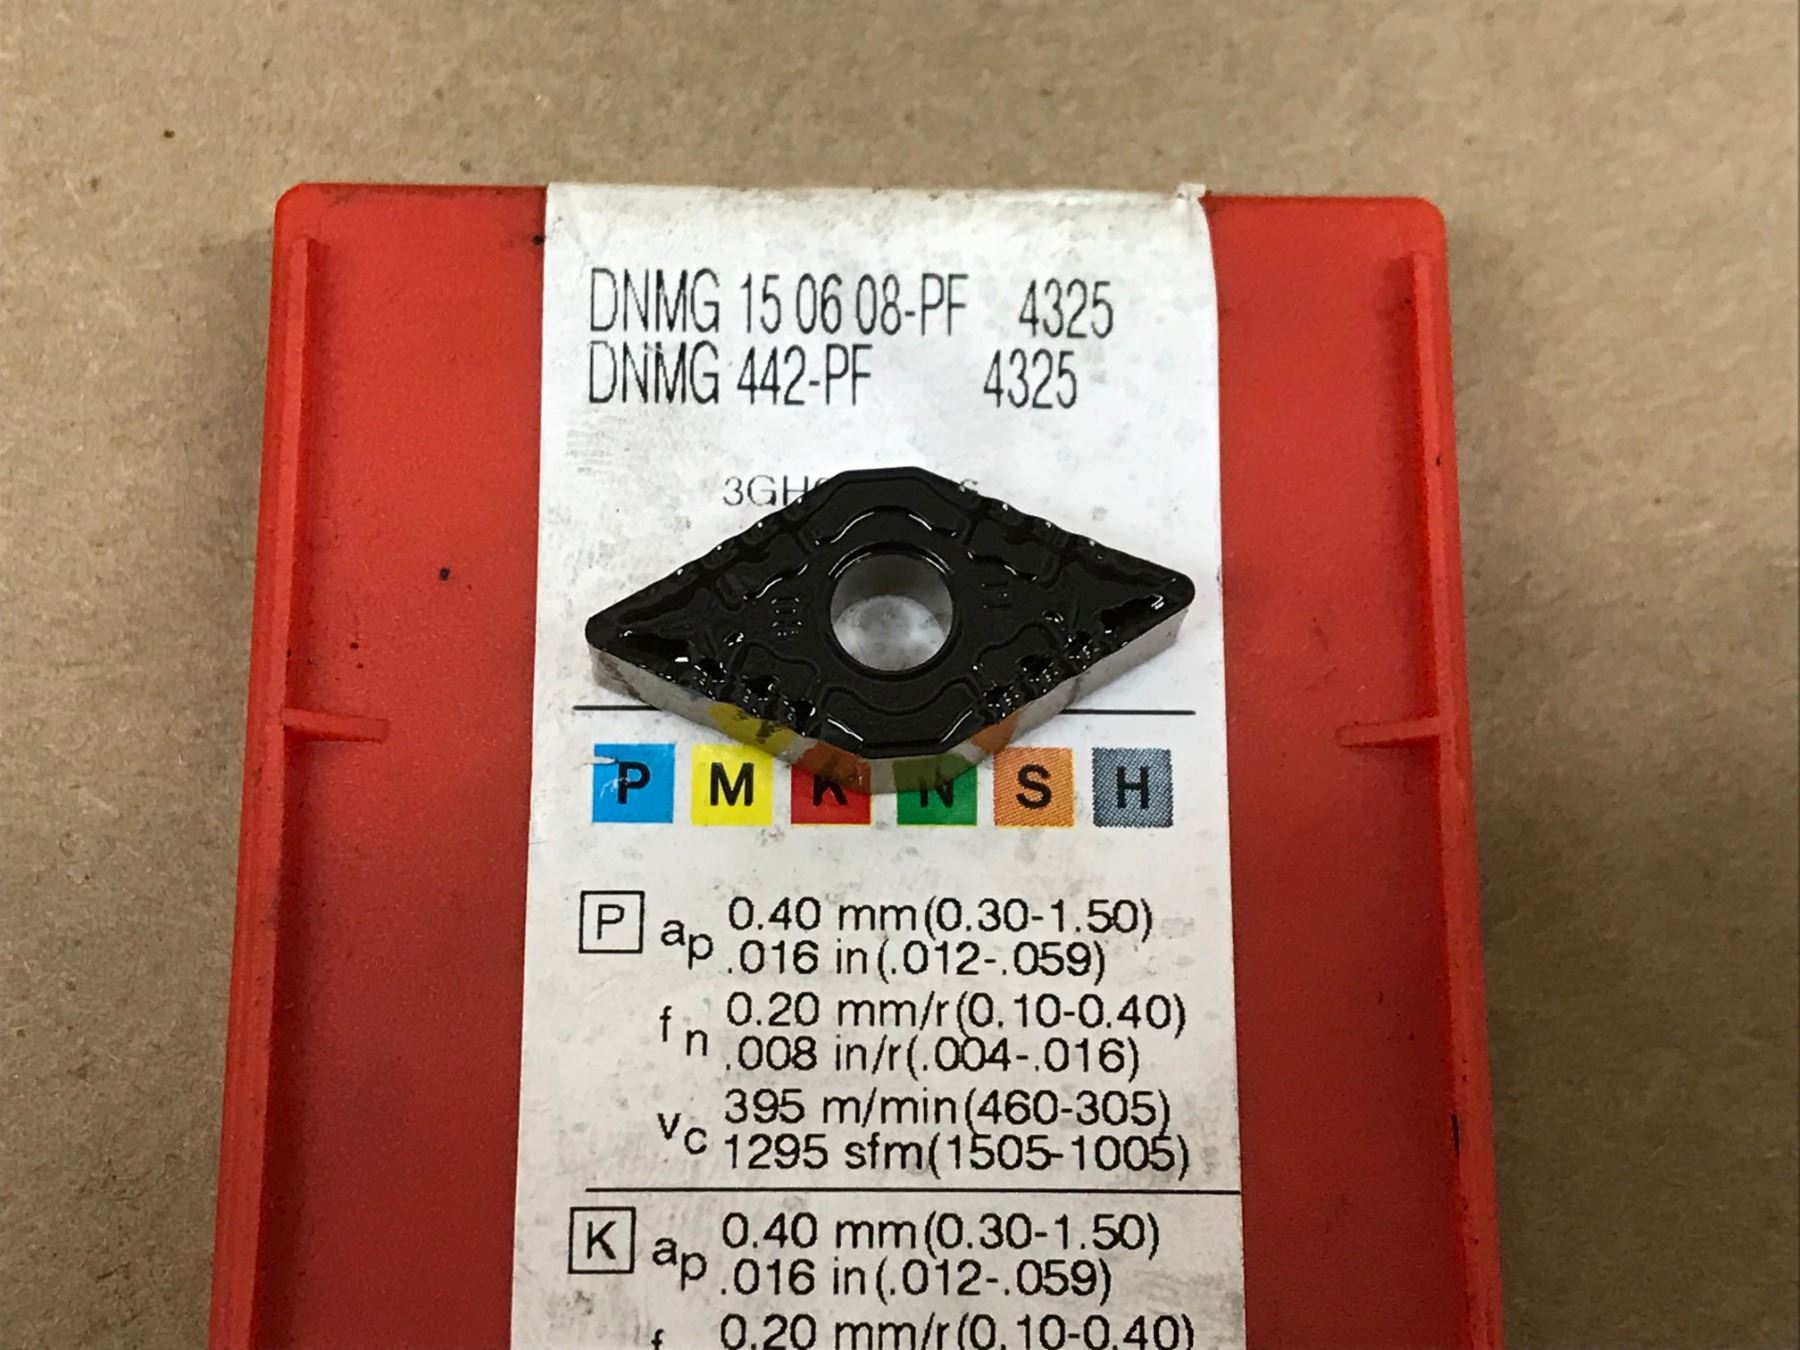 DNMG 15 06 08-PF 4325
DNMG 442-PF 4325
P M K N S H
P ap 0.40 mm(0.30-1.50)
.016 in(.012-.059)
fn 0.20 mm/r(0.10-0.40)
.008 in/r(.004-.016)
vc 395 m/min(460-305)
1295 sfm(1505-1005)
K ap 0.40 mm(0.30-1.50)
.016 in(.012-.059)
f 0.20 mm/r(0.10-0.40)